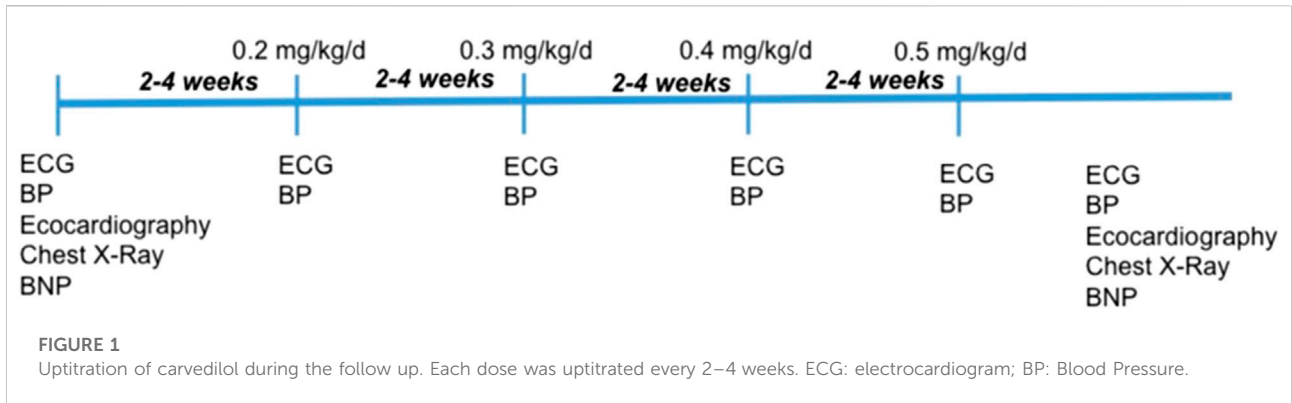 0.2 mg/kg/d 0.3 mg/kg/d 0.4 mg/kg/d 0.5 mg/kg/d
2-4 weeks 2-4 weeks 2-4 weeks 2-4 weeks
ECG
BP
Ecocardiography
Chest X-Ray
BNP
ECG
BP
ECG
BP
ECG
BP
ECG
BP
ECG
BP
Ecocardiography
Chest X-Ray
BNP
FIGURE 1
Uptitration of carvedilol during the follow up. Each dose was uptitrated every 2–4 weeks. ECG: electrocardiogram; BP: Blood Pressure.